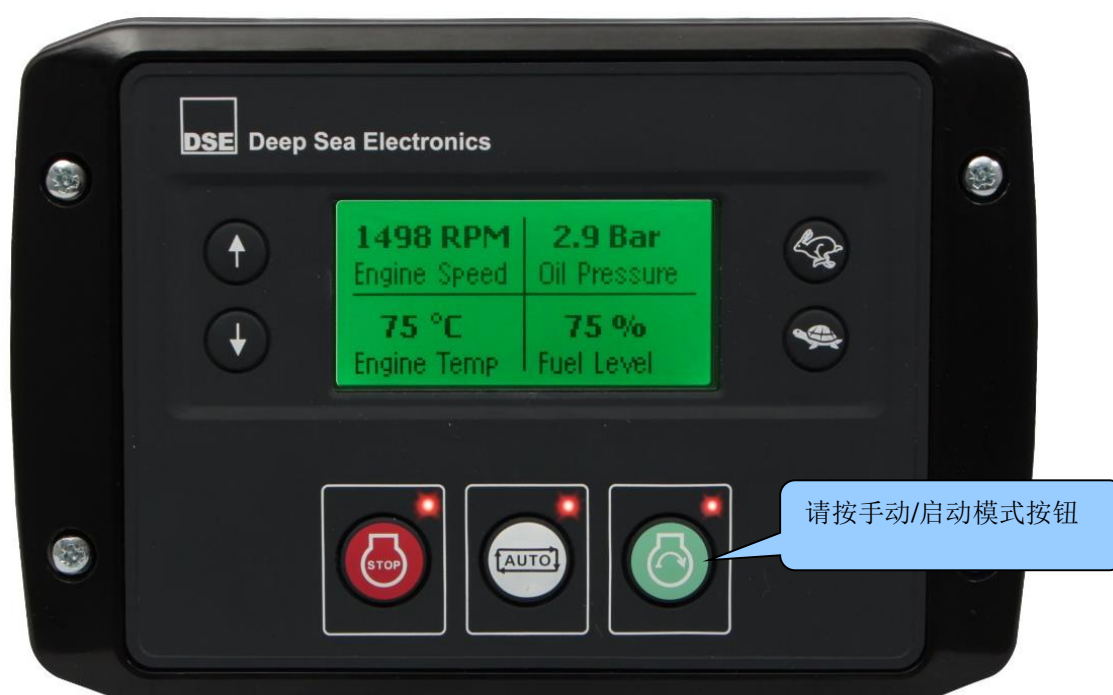 DSE Deep Sea Electronics
1498 RPM 2.9 Bar
Engine Speed Oil Pressure
75 °C 75 %
Engine Temp Fuel Level
STOP
AUTO
请按手动/启动模式按钮